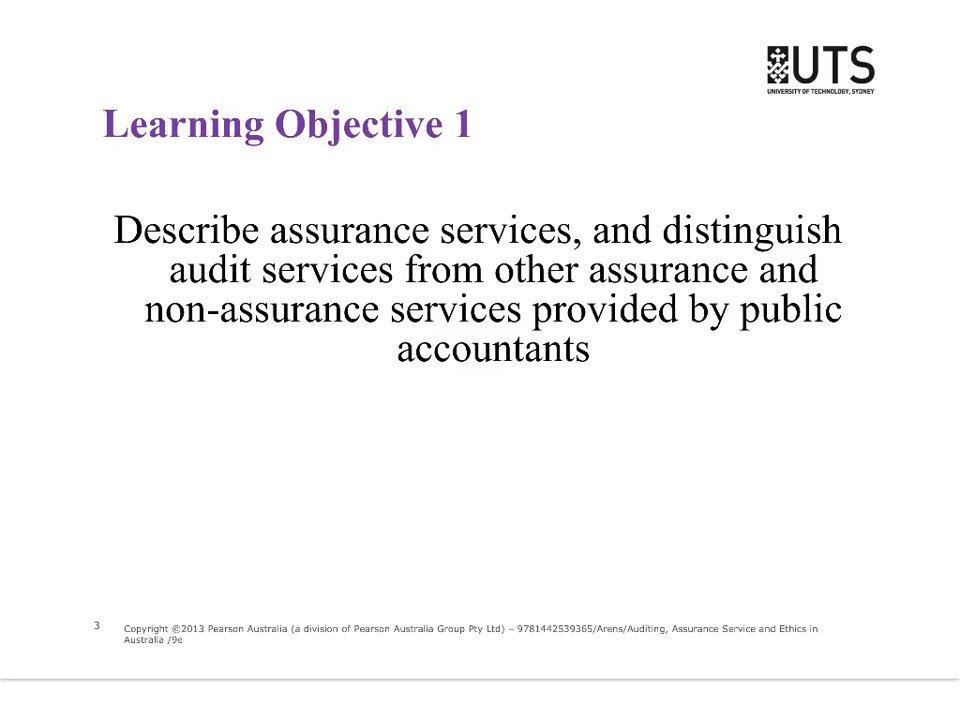 UTS
UNIVERSITY OF TECHNOLOGY, SYDNEY
Learning Objective 1
Describe assurance services, and distinguish
audit services from other assurance and
non-assurance services provided by public
accountants
3
Copyright ©2013 Pearson Australia (a division of Pearson Australia Group Pty Ltd) – 9781442539365/Arens/Auditing, Assurance Service and Ethics in
Australia /9e